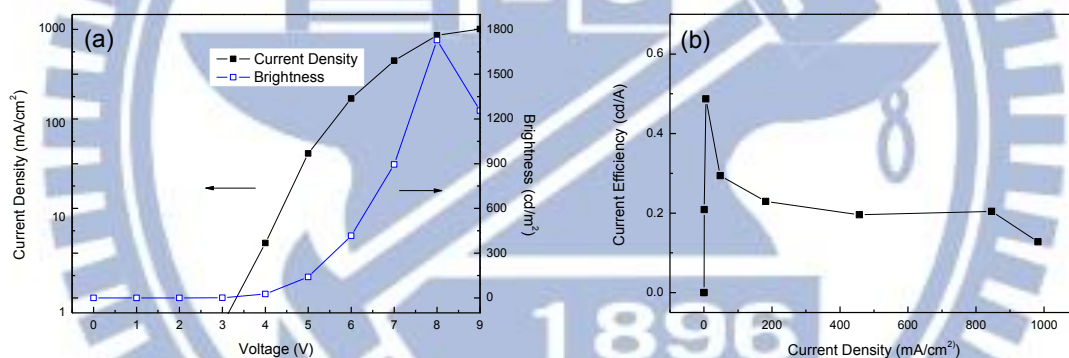 (a)
Current Density
Brightness
1000
100
10
1
Current Density (mA/cm²)
1800
1500
1200
900
600
300
0
Brightness (cd/m²)
0 1 2 3 4 5 6 7 8 9
Voltage (V)
(b)
0.6
0.4
0.2
0.0
Current Efficiency (cd/A)
0 200 400 600 800 1000
Current Density (mA/cm²)
1896